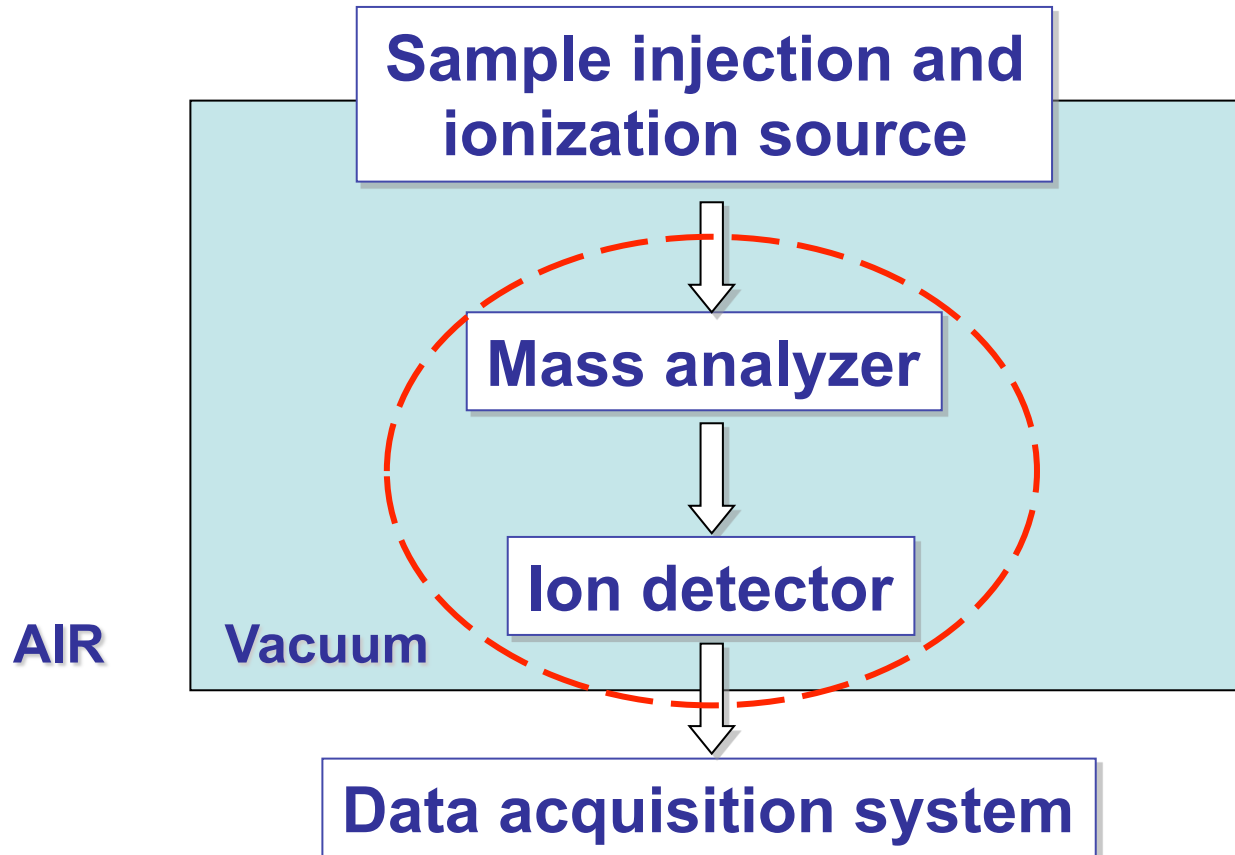 Sample injection and
ionization source
Mass analyzer
Ion detector
AIR
Vacuum
Data acquisition system